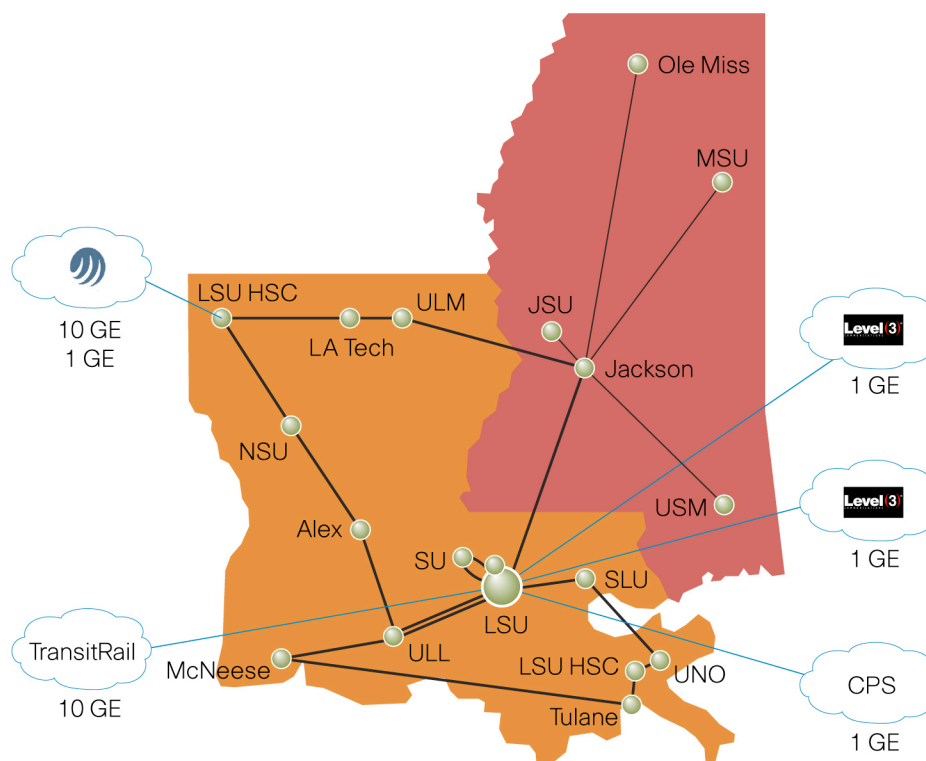 Ole Miss
MSU
LSU HSC
ULM
JSU
10 GE
1 GE
LA Tech
Jackson
Level(3)
1 GE
NSU
Level(3)
USM
Alex
SU
SLU
1 GE
LSU
TransitRail
ULL
McNeese
LSU HSC
UNO
CPS
10 GE
Tulane
1 GE